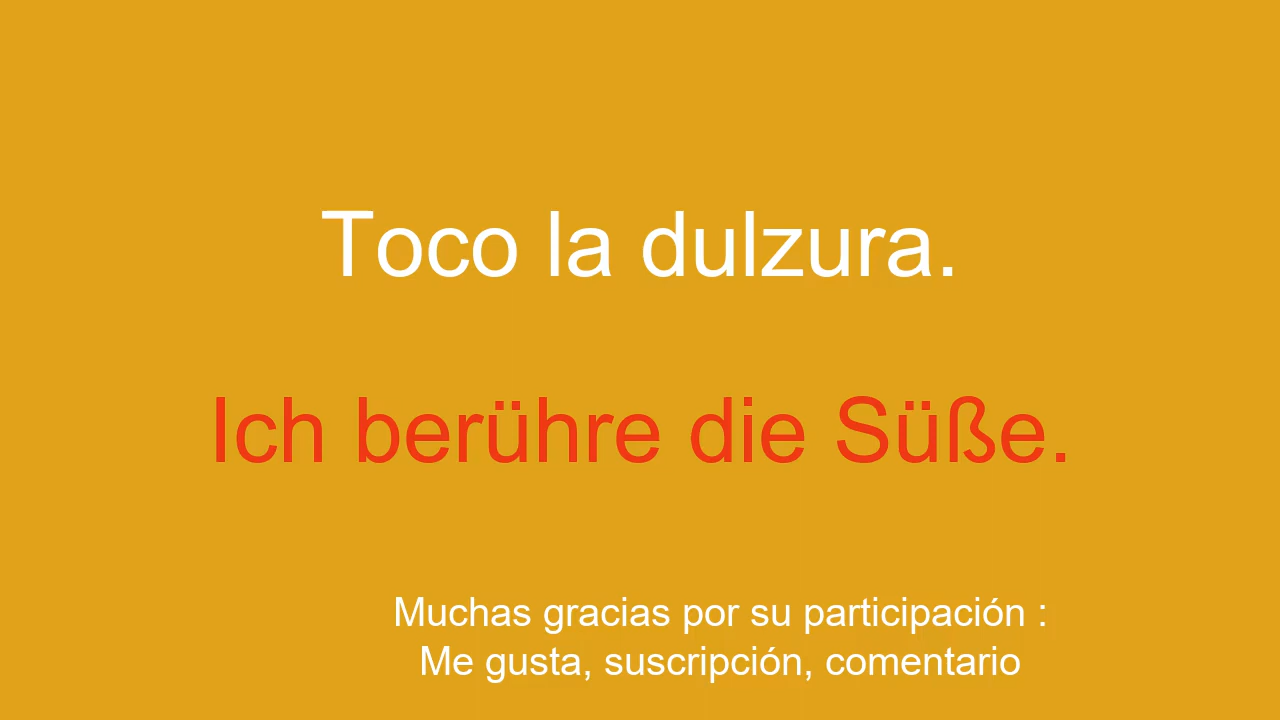 Toco la dulzura.
Ich berühre die Süße.
Muchas gracias por su participación :
Me gusta, suscripción, comentario